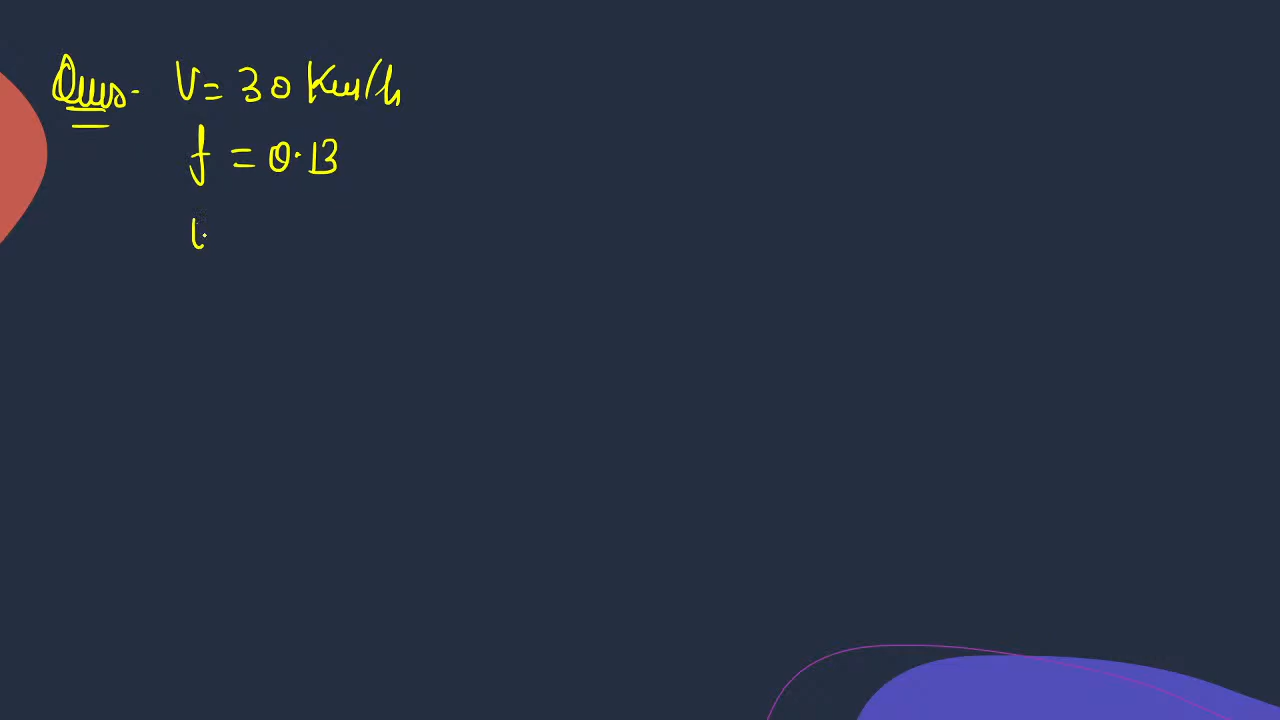 Ques- V= 30 Km/h
f = 0.13